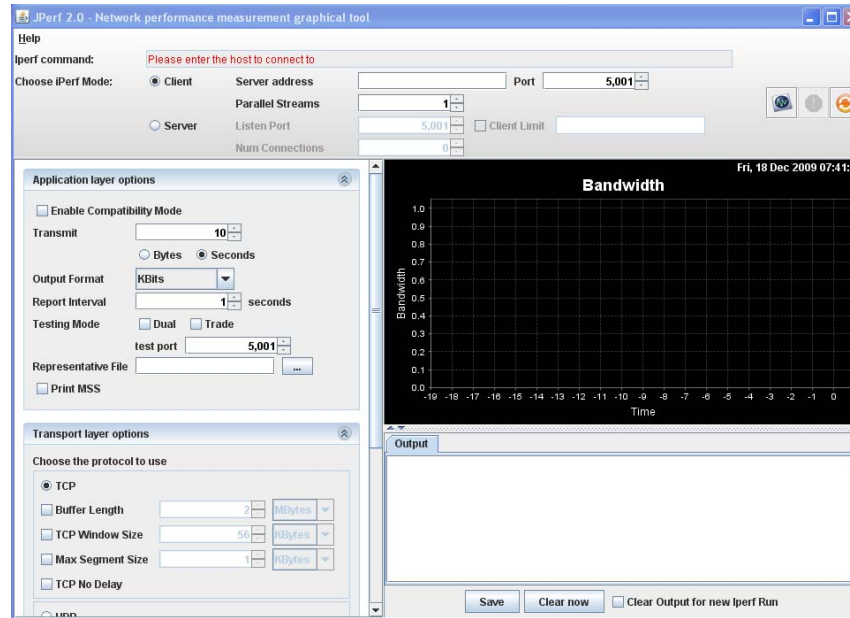 JPerf 2.0 - Network performance measurement graphical tool
Help
Iperf command: Please enter the host to connect to
Choose iPerf Mode: Client Server address Port 5,001
Parallel Streams 1
Server Listen Port 5,001 Client Limit
Num Connections 0
Application layer options
Enable Compatibility Mode
Transmit 10
Bytes Seconds
Output Format KBits
Report Interval 1 seconds
Testing Mode Dual Trade
test port 5,001
Representative File ...
Print MSS
Transport layer options
Choose the protocol to use
TCP
Buffer Length 2 MBytes
TCP Window Size 56 KBytes
Max Segment Size 1 KBytes
TCP No Delay
UDP
Fri, 18 Dec 2009 07:41:
Bandwidth
1.0
0.9
0.8
0.7
0.6
0.5
0.4
0.3
0.2
0.1
0.0
Bandwidth
-19 -18 -17 -16 -15 -14 -13 -12 -11 -10 -9 -8 -7 -6 -5 -4 -3 -2 -1 0
Time
Output
Save Clear now Clear Output for new Iperf Run